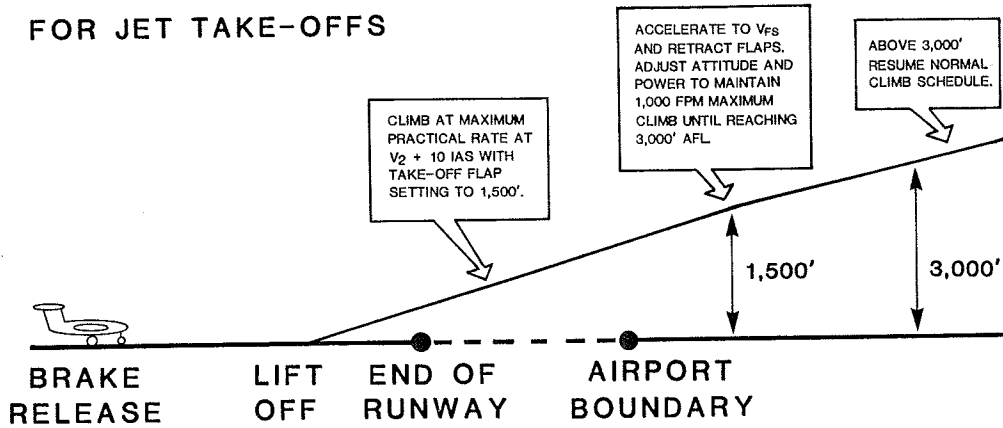 FOR JET TAKE-OFFS
CLIMB AT MAXIMUM
PRACTICAL RATE AT
V2 + 10 IAS WITH
TAKE-OFF FLAP
SETTING TO 1,500'.
ACCELERATE TO VFS
AND RETRACT FLAPS.
ADJUST ATTITUDE AND
POWER TO MAINTAIN
1,000 FPM MAXIMUM
CLIMB UNTIL REACHING
3,000' AFL
ABOVE 3,000'
RESUME NORMAL
CLIMB SCHEDULE.
1,500'
3,000'
BRAKE
RELEASE
LIFT
OFF
END OF
RUNWAY
AIRPORT
BOUNDARY